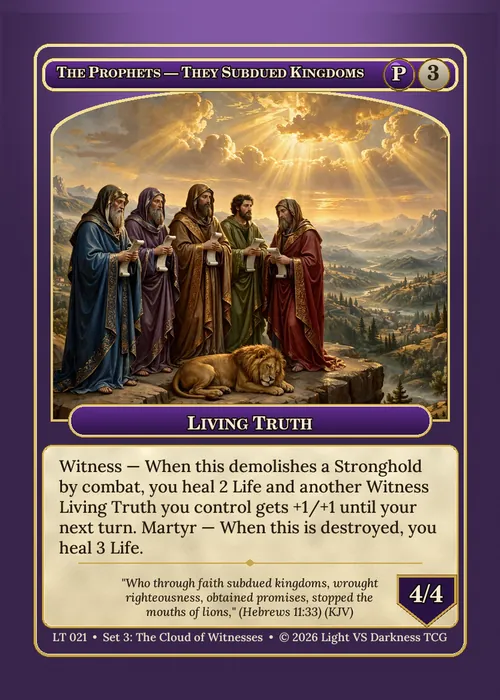 The Prophets — They Subdued Kingdoms P 3
Living Truth
Witness — When this demolishes a Stronghold
by combat, you heal 2 Life and another Witness
Living Truth you control gets +1/+1 until your
next turn. Martyr — When this is destroyed, you
heal 3 Life.
"Who through faith subdued kingdoms, wrought
righteousness, obtained promises, stopped the
mouths of lions," (Hebrews 11:33) (KJV)
4/4
LT 021 • Set 3: The Cloud of Witnesses • © 2026 Light VS Darkness TCG